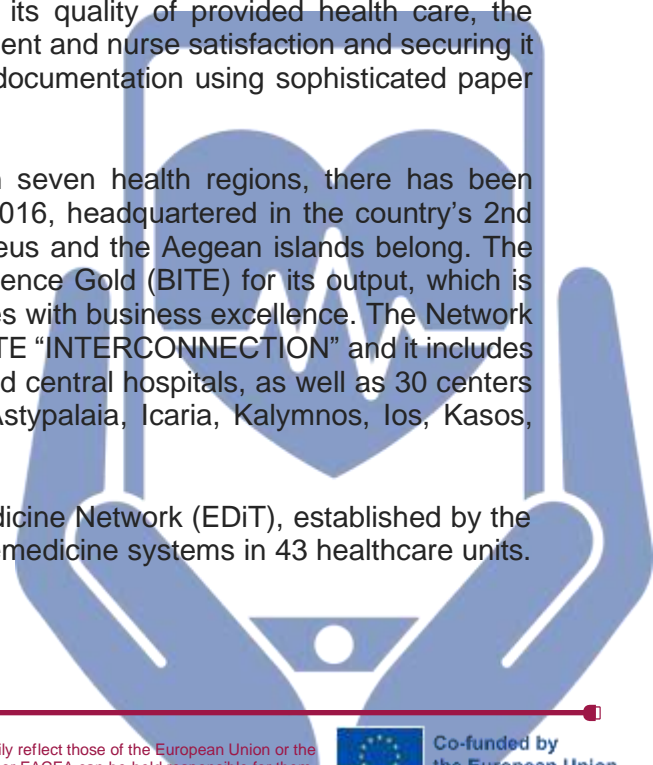 its quality of provided health care, the
ent and nurse satisfaction and securing it
documentation using sophisticated paper
seven health regions, there has been
016, headquartered in the country's 2nd
eus and the Aegean islands belong. The
ence Gold (BITE) for its output, which is
es with business excellence. The Network
TE “INTERCONNECTION” and it includes
d central hospitals, as well as 30 centers
Astypalaia, Icaria, Kalymnos, Ios, Kasos,
dicine Network (EDiT), established by the
emedicine systems in 43 healthcare units.
ily reflect those of the European Union or the
Co-funded by
the European Union